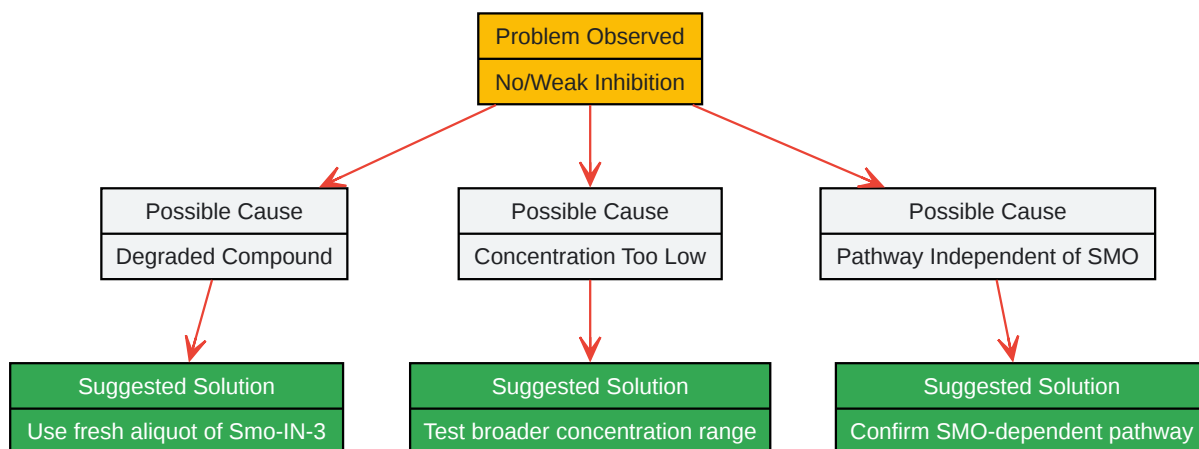 Problem Observed
No/Weak Inhibition
Possible Cause
Degraded Compound
Possible Cause
Concentration Too Low
Possible Cause
Pathway Independent of SMO
Suggested Solution
Use fresh aliquot of Smo-IN-3
Suggested Solution
Test broader concentration range
Suggested Solution
Confirm SMO-dependent pathway